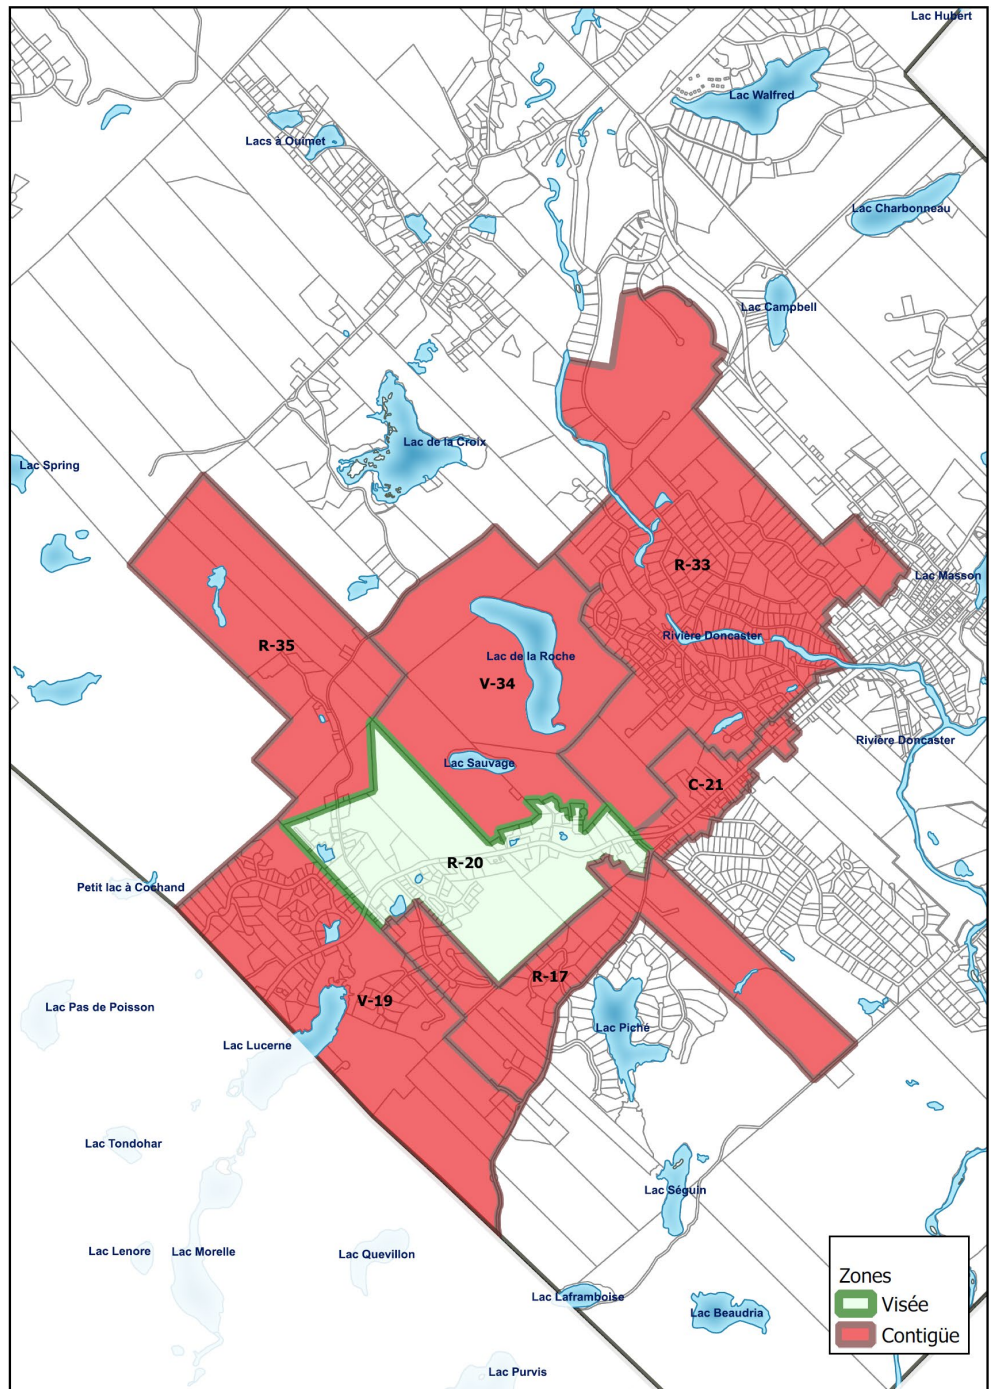 Lac Hubert
Lac Walfred
Lacs à Ouimet
Lac Charbonneau
Lac Campbell
Lac de la Croix
Lac Spring
R-33
Lac Masson
Rivière Doncaster
R-35
Lac de la Roche
V-34
Rivière Doncaster
Lac Sauvage
C-21
R-20
Petit lac à Cochand
R-17
V-19
Lac Pas de Poisson
Lac Piché
Lac Lucerne
Lac Tondohar
Lac Séguin
Lac Lenore
Lac Morelle
Lac Quevillon
Lac Laframboise
Lac Beaudria
Lac Purvis
Zones
Visée
Contigüe